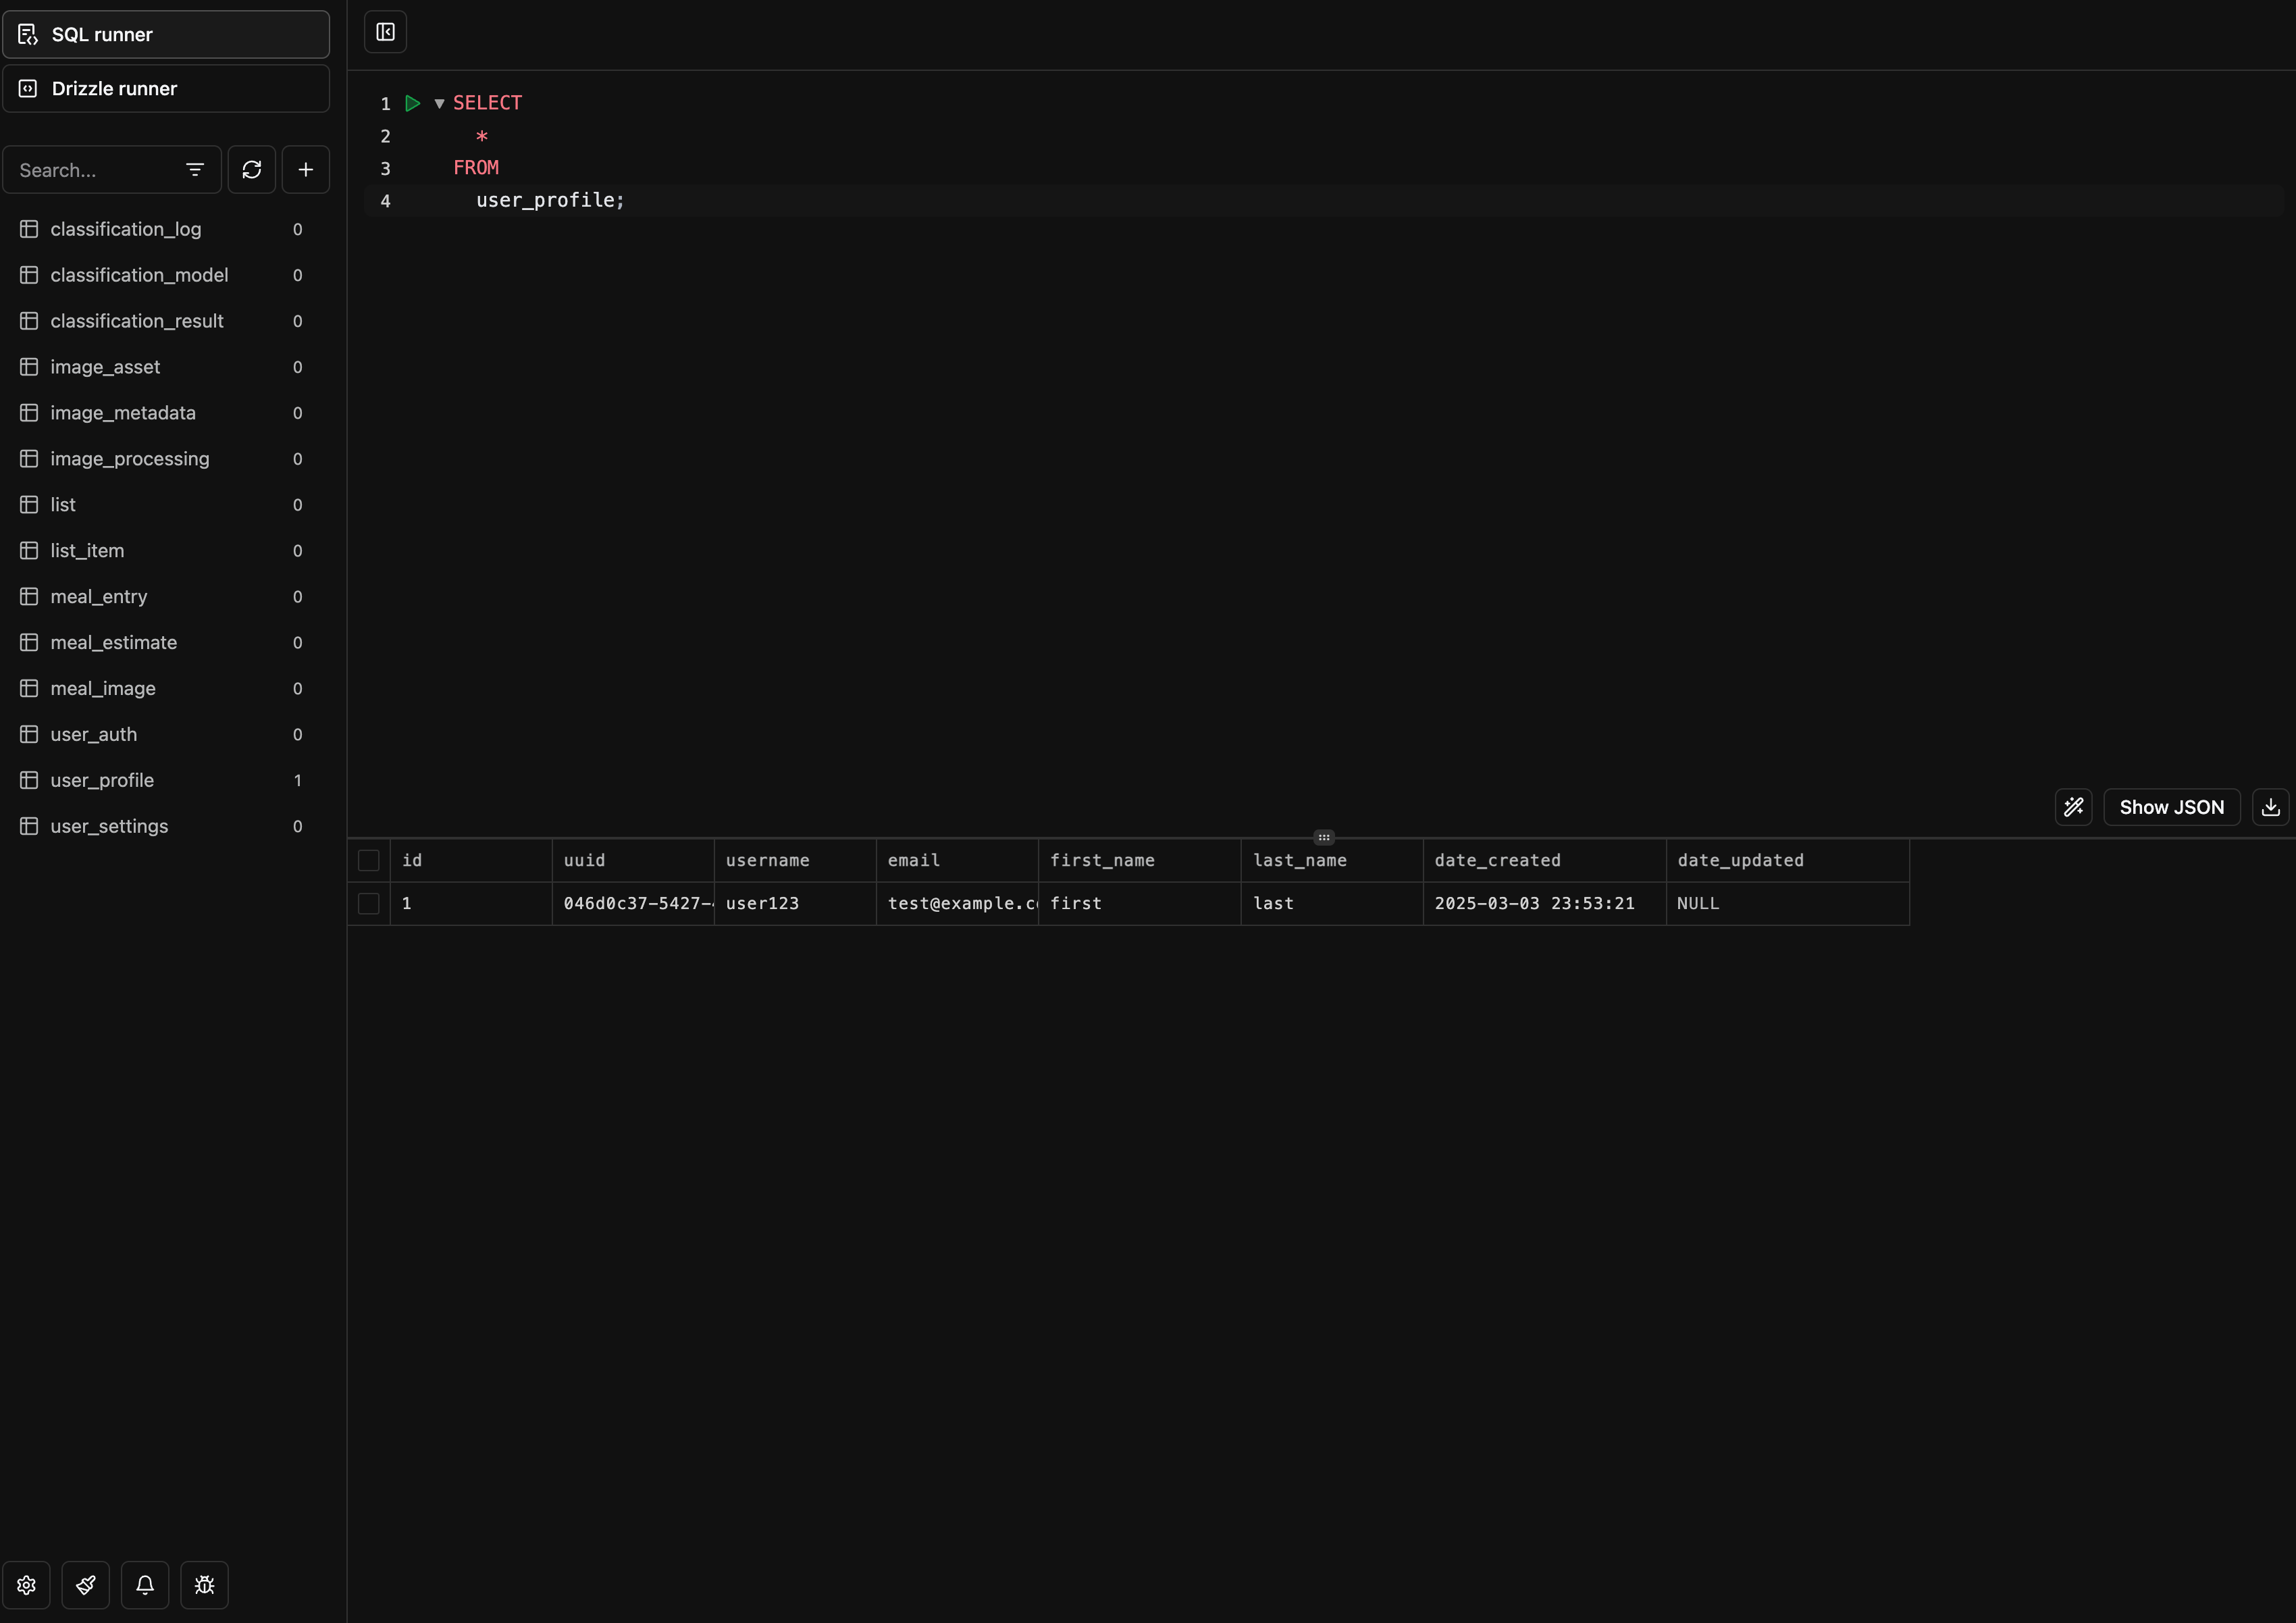 SQL runner
Drizzle runner
Search...
classification_log 0
classification_model 0
classification_result 0
image_asset 0
image_metadata 0
image_processing 0
list 0
list_item 0
meal_entry 0
meal_estimate 0
meal_image 0
user_auth 0
user_profile 1
user_settings 0
1 SELECT
2 *
3 FROM
4 user_profile;
Show JSON
id uuid username email first_name last_name date_created date_updated
1 046d0c37-5427- user123 test@example.c first last 2025-03-03 23:53:21 NULL